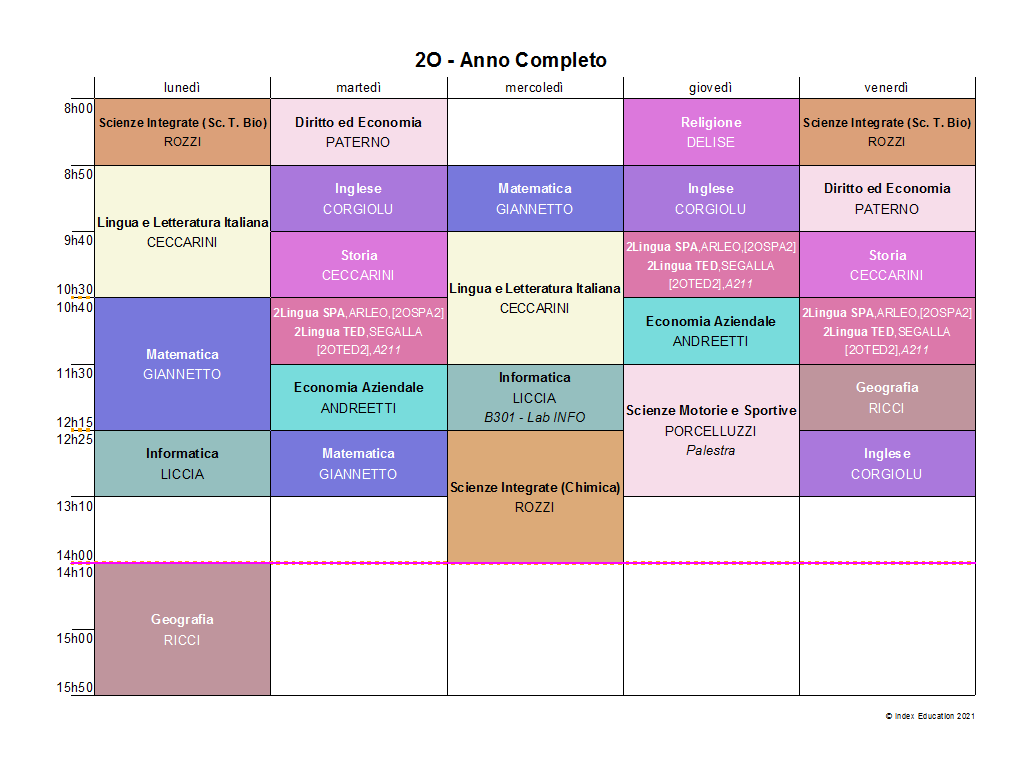 2O - Anno Completo
lunedì
martedì
mercoledì
giovedì
venerdì
8h00
8h50
9h40
10h30
10h40
11h30
12h15
12h25
13h10
14h00
14h10
15h00
15h50
Scienze Integrate (Sc. T. Bio)
ROZZI
Lingua e Letteratura Italiana
CECCARINI
Matematica
GIANNETTO
Informatica
LICCIA
Geografia
RICCI
Diritto ed Economia
PATERNO
Inglese
CORGIOLU
Storia
CECCARINI
2Lingua SPA,ARLEO,[2OSPA2]
2Lingua TED,SEGALLA
[2OTED2],A211
Economia Aziendale
ANDREETTI
Matematica
GIANNETTO
Matematica
GIANNETTO
Lingua e Letteratura Italiana
CECCARINI
Informatica
LICCIA
B301 - Lab INFO
Scienze Integrate (Chimica)
ROZZI
Religione
DELISE
Inglese
CORGIOLU
2Lingua SPA,ARLEO,[2OSPA2]
2Lingua TED,SEGALLA
[2OTED2],A211
Economia Aziendale
ANDREETTI
Scienze Motorie e Sportive
PORCELLUZZI
Palestra
Scienze Integrate (Sc. T. Bio)
ROZZI
Diritto ed Economia
PATERNO
Storia
CECCARINI
2Lingua SPA,ARLEO,[2OSPA2]
2Lingua TED,SEGALLA
[2OTED2],A211
Geografia
RICCI
Inglese
CORGIOLU
© Index Education 2021